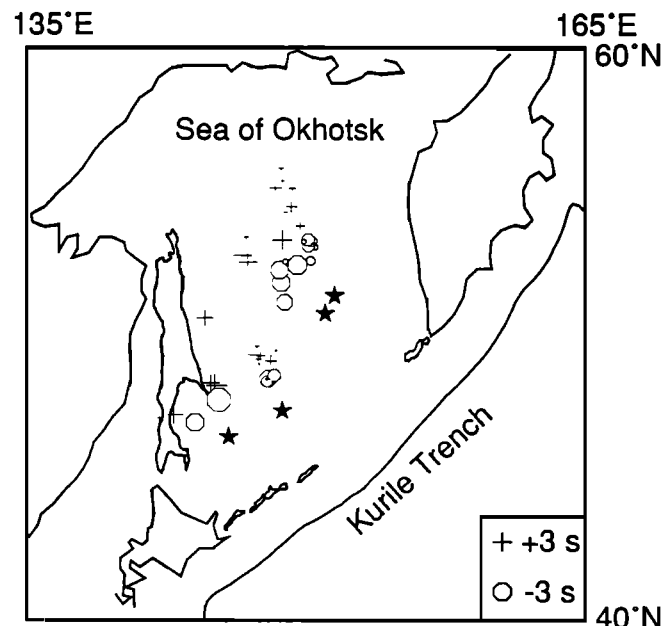 135˚E 165˚E
60˚N
Sea of Okhotsk
Kurile Trench
+ +3 s
○ -3 s
40˚N